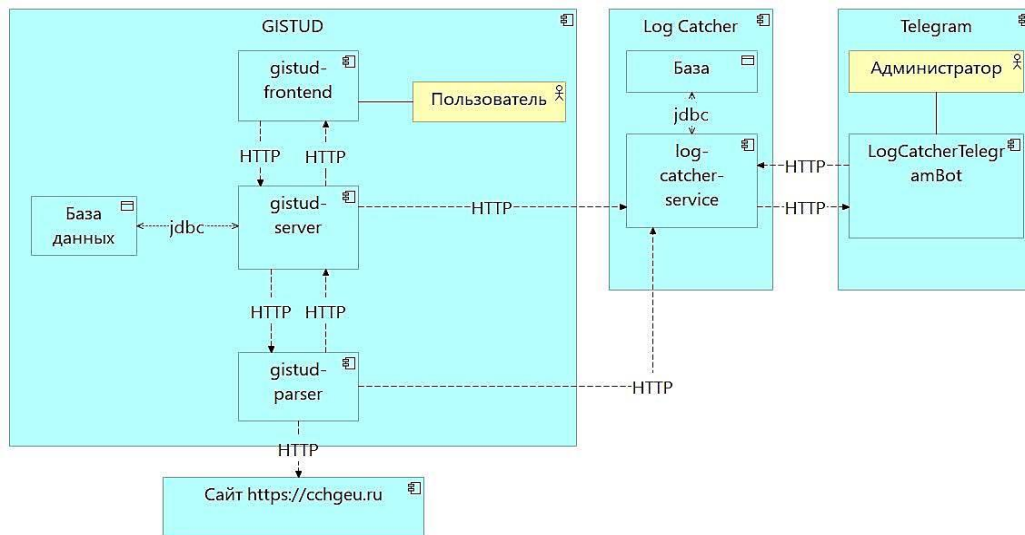 GISTUD
gistud-
frontend
Пользователь
HTTP
HTTP
База
данных
jdbc
gistud-
server
HTTP
HTTP
HTTP
gistud-
parser
HTTP
HTTP
Сайт https://cchgeu.ru
Log Catcher
База
jdbc
log-
catcher-
service
HTTP
HTTP
Telegram
Администратор
LogCatcherTelegr
amBot